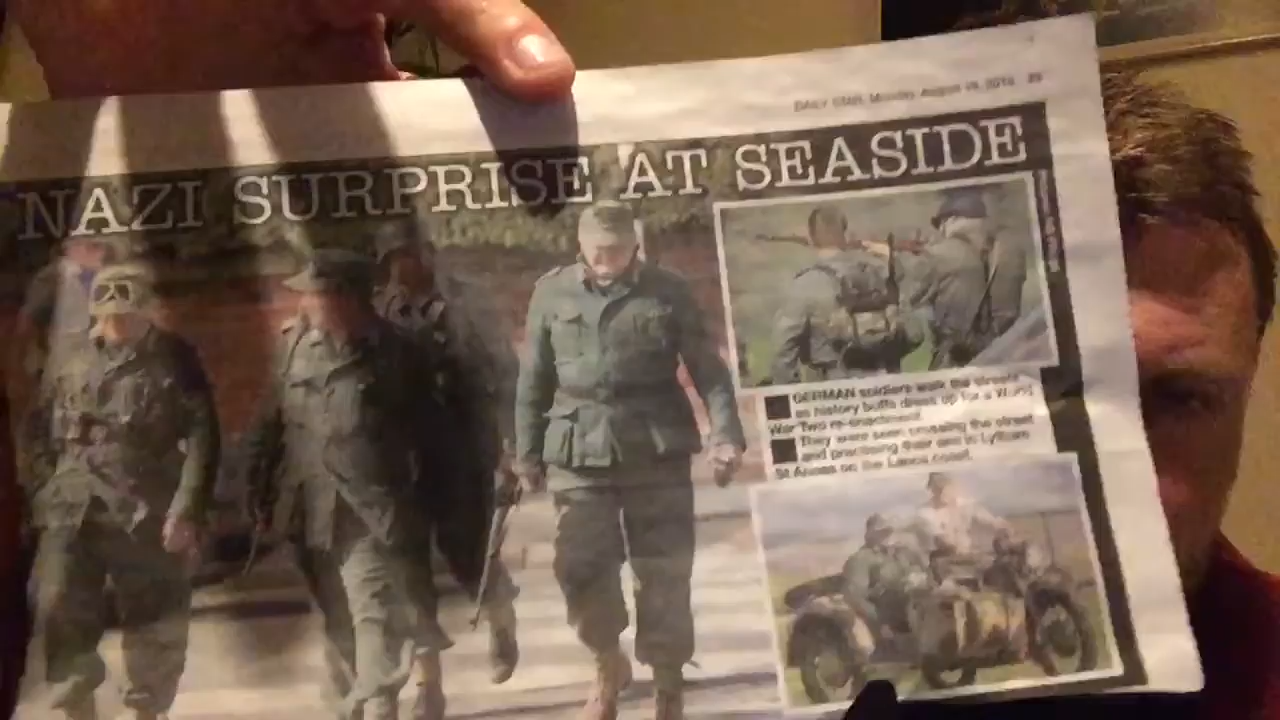 DAILY STAR, Monday, August
NAZI SURPRISE AT SEASIDE
GERMAN soldiers walk the streets
as history buffs dress up for a World
War Two re-enactment.
They were seen crossing the street
and practising their aim in Lytham
St Annes on the Lancs coast.